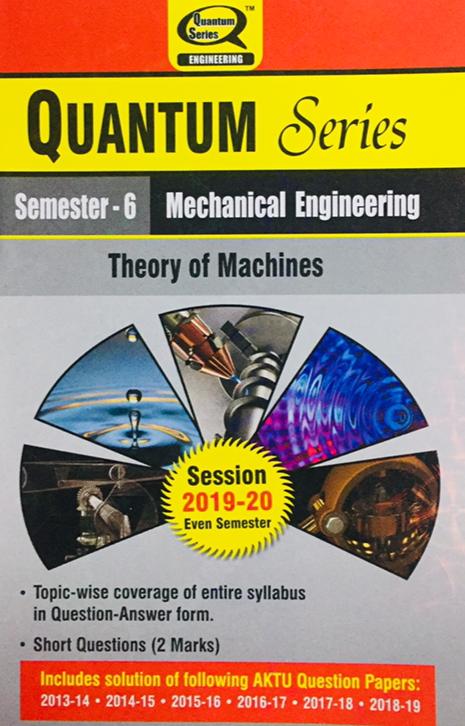 Quantum
Series
TM
ENGINEERING
QUANTUM Series
Semester - 6 Mechanical Engineering
Theory of Machines
Session
2019-20
Even Semester
• Topic-wise coverage of entire syllabus
in Question-Answer form.
• Short Questions (2 Marks)
Includes solution of following AKTU Question Papers:
2013-14 • 2014-15 • 2015-16 • 2016-17 • 2017-18 • 2018-19